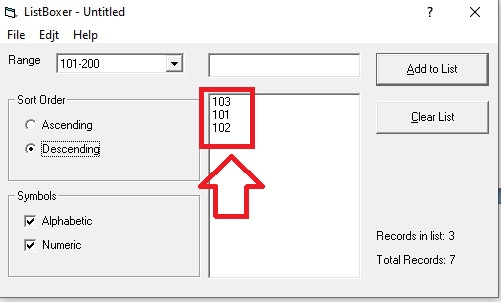 ListBoxer - Untitled
File Edjt Help
Range 101-200 Add to List
103
101
102
Sort Order
Ascending
Descending
Clear List
Symbols
Alphabetic
Numeric
Records in list: 3
Total Records: 7